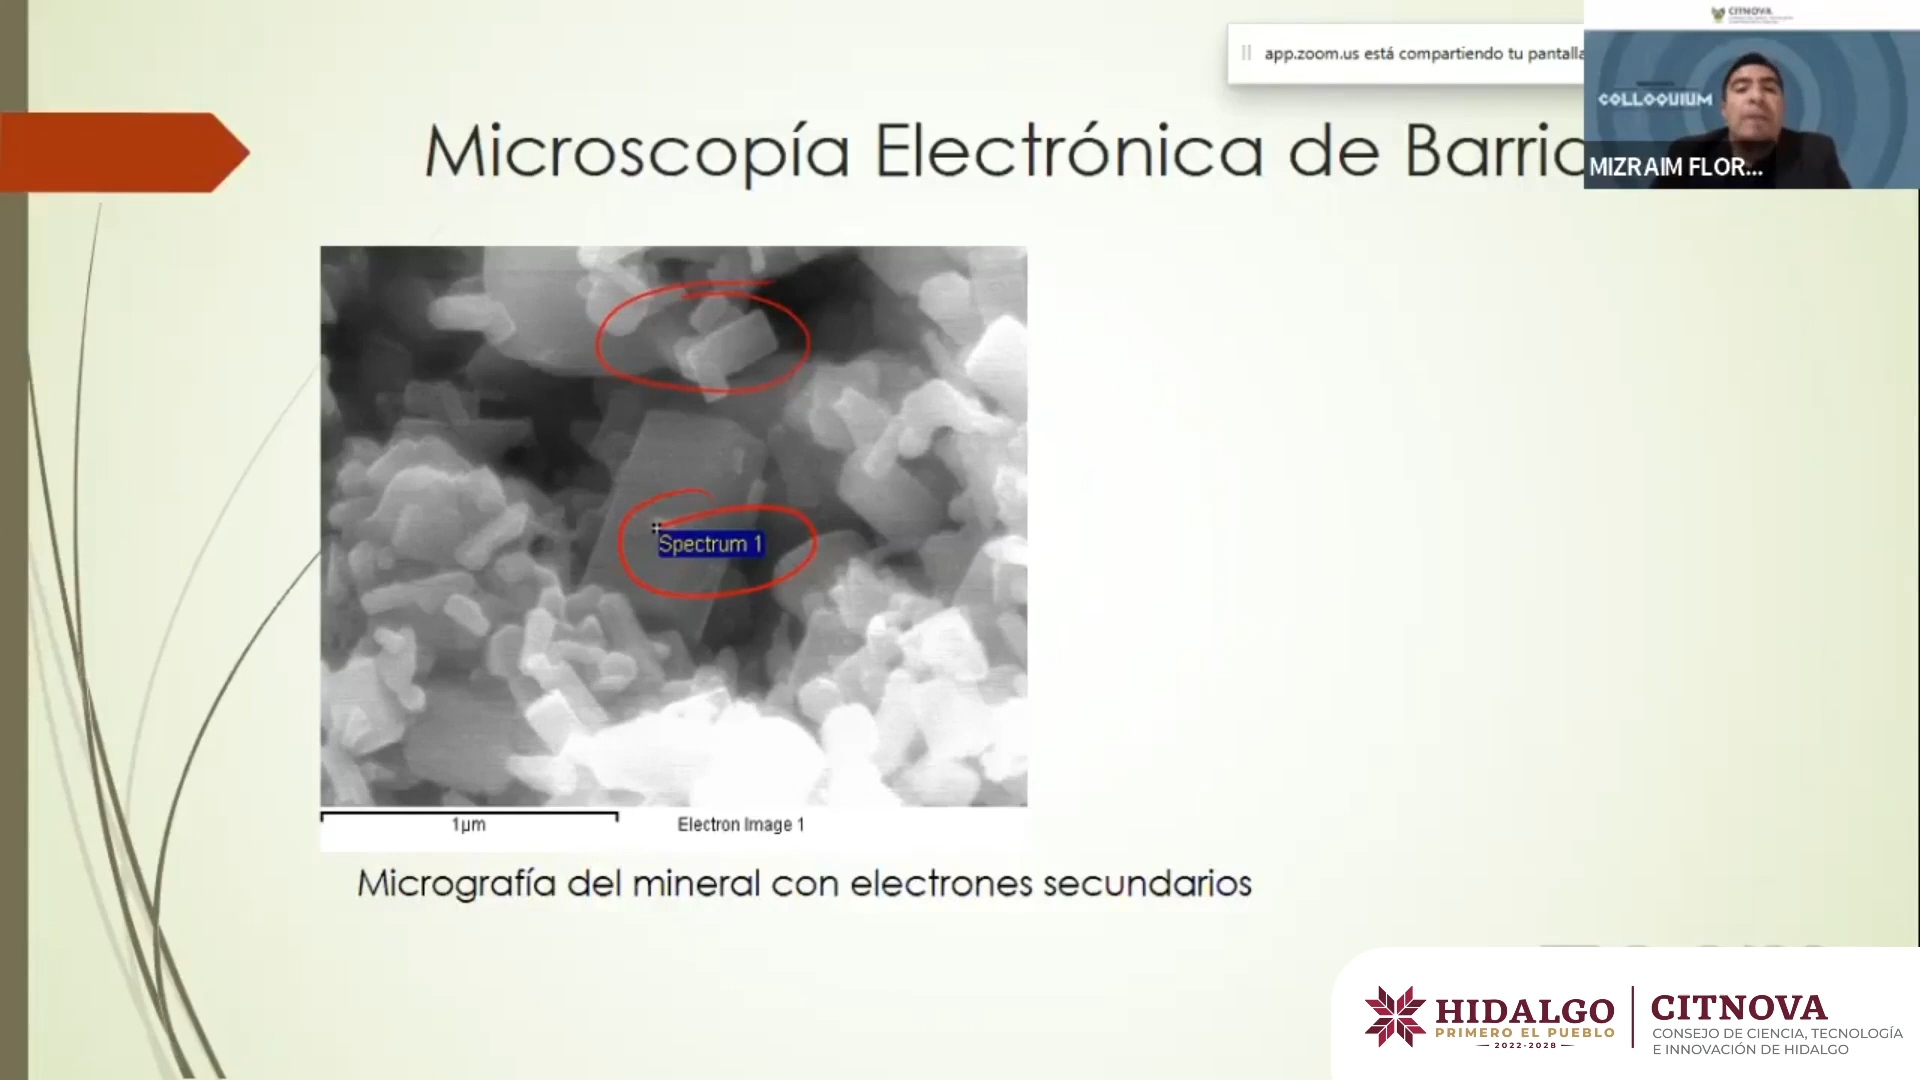 CITNOVA
app.zoom.us está compartiendo tu pantalla
COLLOQUIUM
MIZRAIM FLOR...
Microscopía Electrónica de Barrid
Spectrum 1
1µm
Electron Image 1
Micrografía del mineral con electrones secundarios
HIDALGO
PRIMERO EL PUEBLO
2022-2028
CITNOVA
CONSEJO DE CIENCIA, TECNOLOGÍA
E INNOVACIÓN DE HIDALGO